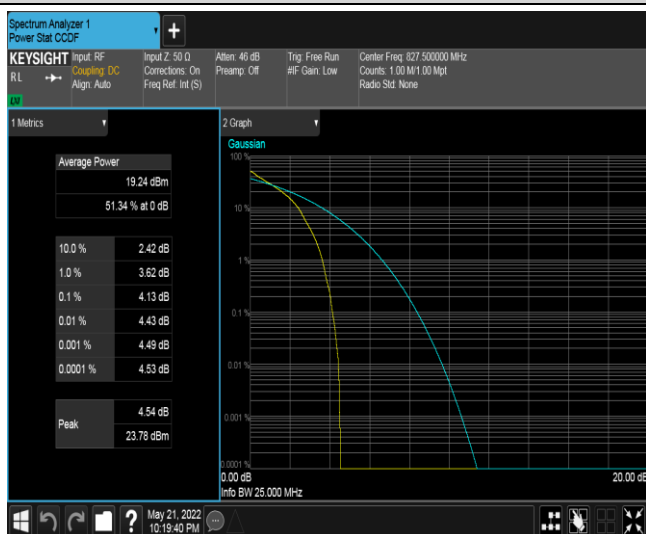 Spectrum Analyzer 1
Power Stat CCDF
+
KEYSIGHT
RL
Input: RF
Coupling: DC
Align: Auto
Input Z: 50 Ω
Corrections: On
Freq Ref: Int (S)
Atten: 46 dB
Preamp: Off
Trig: Free Run
#IF Gain: Low
Center Freq: 827.500000 MHz
Counts: 1.00 M/1.00 Mpt
Radio Std: None
1 Metrics
Average Power
19.24 dBm
51.34 % at 0 dB
10.0 % 2.42 dB
1.0 % 3.62 dB
0.1 % 4.13 dB
0.01 % 4.43 dB
0.001 % 4.49 dB
0.0001 % 4.53 dB
Peak
4.54 dB
23.78 dBm
2 Graph
Gaussian
100 %
10 %
1 %
0.1 %
0.01 %
0.001 %
0.0001 %
0.00 dB
20.00 dB
Info BW 25.000 MHz
?
May 21, 2022
10:19:40 PM